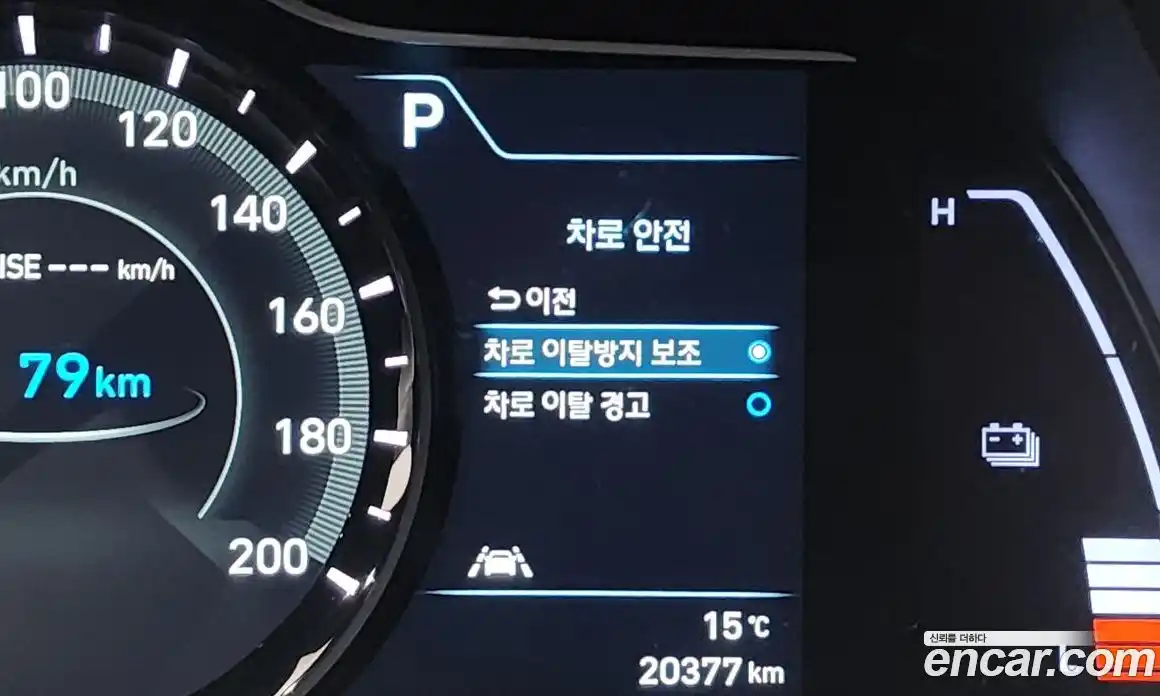 100
120
km/h
140
ISE --- km/h
160
79km
180
200
P
차로 안전
이전
차로 이탈방지 보조
차로 이탈 경고
15℃
20377 km
H
신뢰를 더하다
encar.com